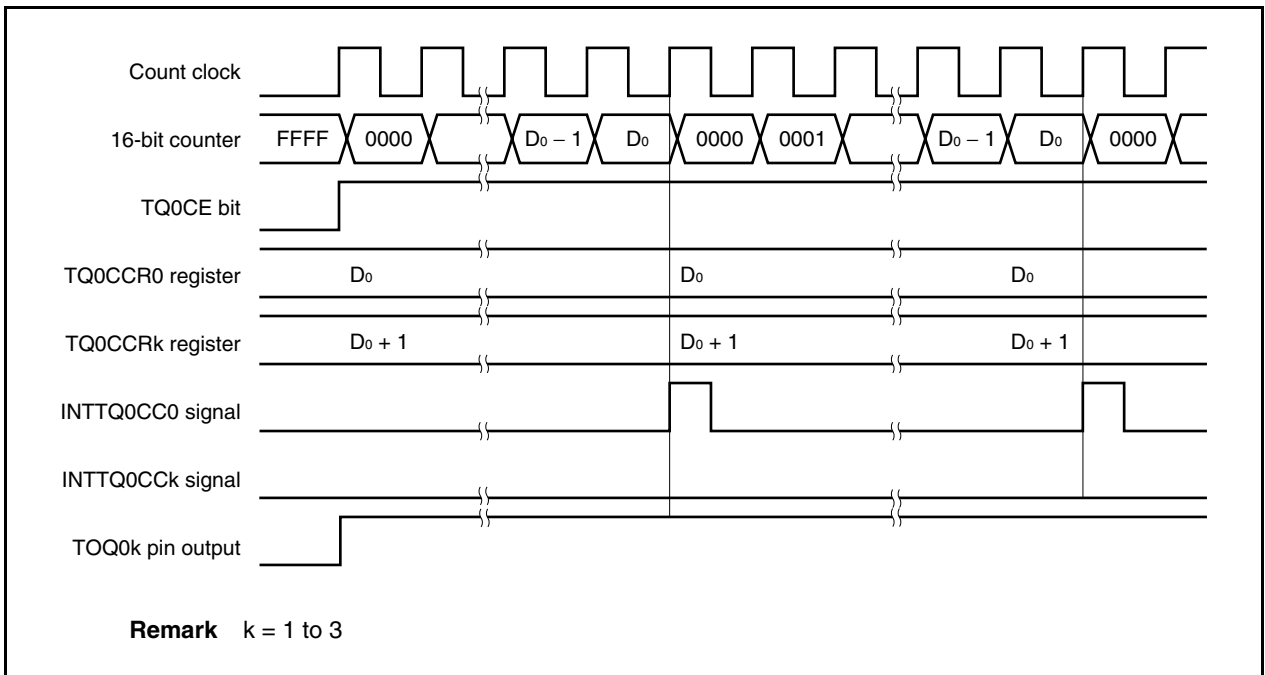 Count clock
16-bit counter FFFF 0000 D₀ − 1 D₀ 0000 0001 D₀ − 1 D₀ 0000
TQ0CE bit
TQ0CCR0 register D₀ D₀ D₀
TQ0CCRk register D₀ + 1 D₀ + 1 D₀ + 1
INTTQ0CC0 signal
INTTQ0CCk signal
TOQ0k pin output
Remark k = 1 to 3